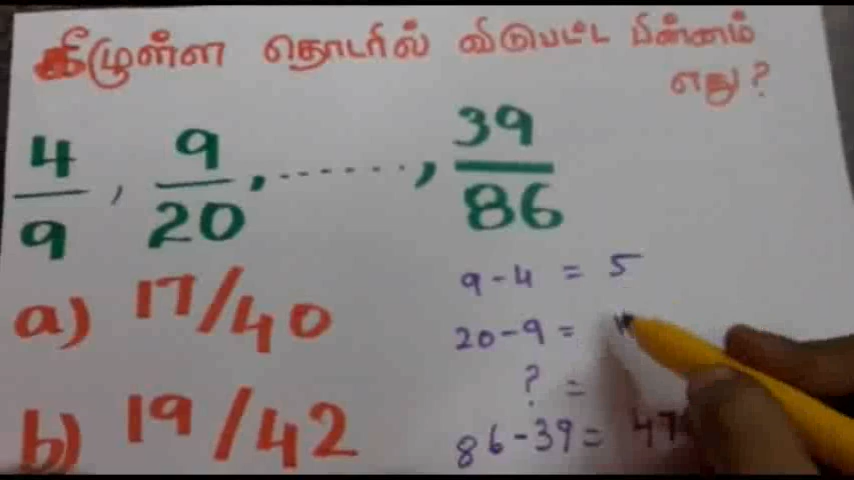 கீழுள்ள தொடரில் விடுபட்ட பின்னம்
எது?
4/9, 9/20, ......., 39/86
a) 17/40
b) 19/42
9-4 = 5
20-9 =
? =
86-39 = 47